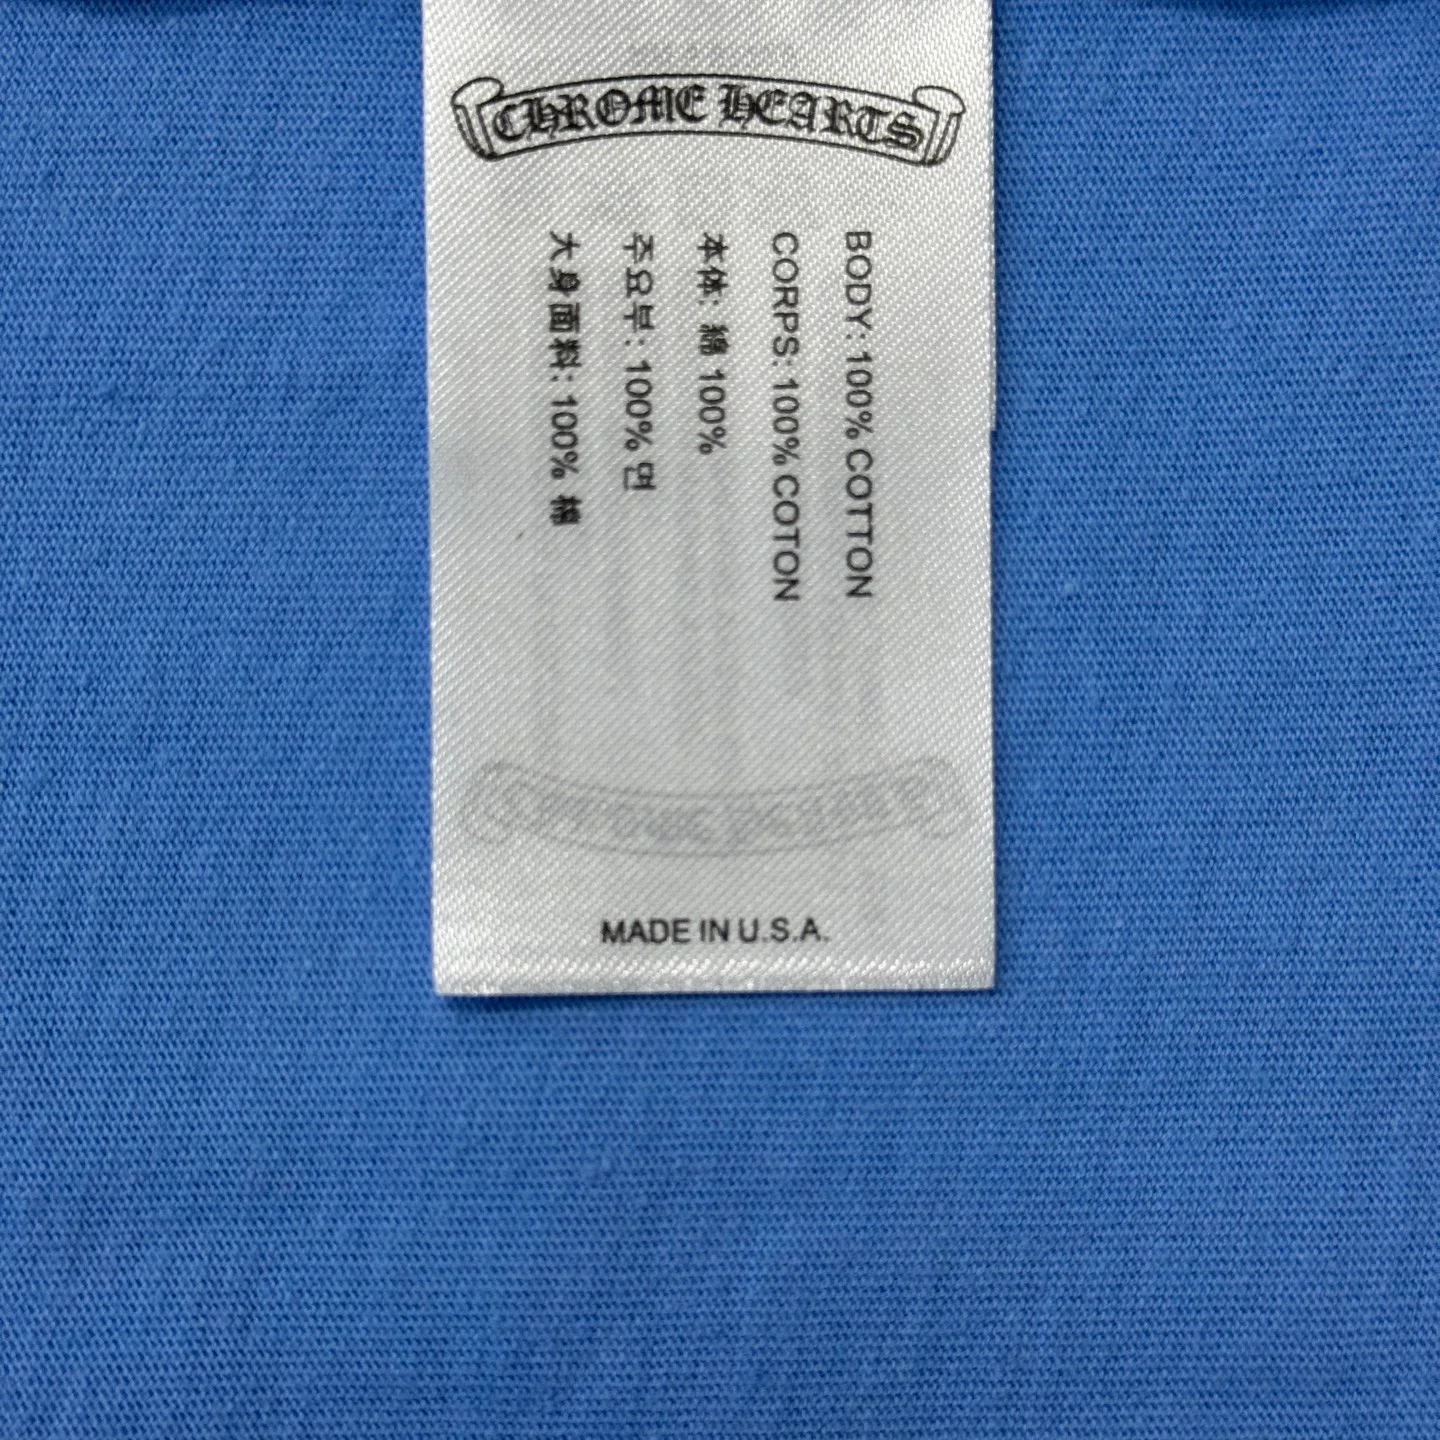 CHROME HEARTS
BODY: 100% COTTON
CORPS: 100% COTON
本体: 綿 100%
주요부: 100% 면
大身面料: 100% 棉
MADE IN U.S.A.